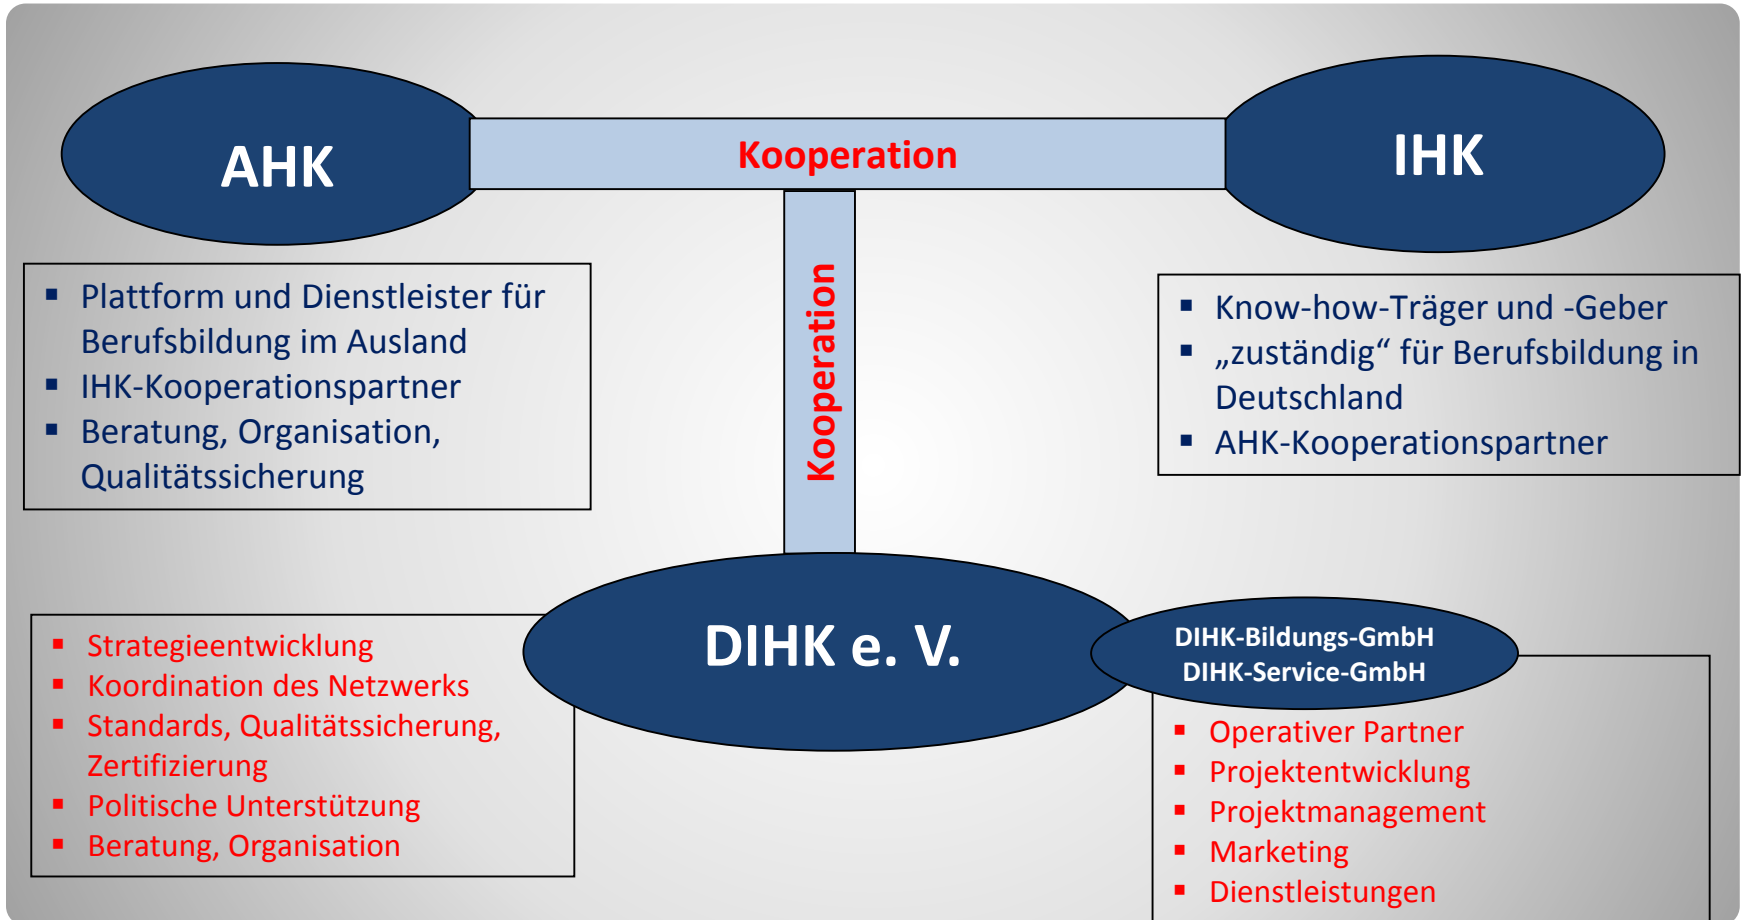 AHK
Kooperation
IHK
▪ Plattform und Dienstleister für
Berufsbildung im Ausland
▪ IHK-Kooperationspartner
▪ Beratung, Organisation,
Qualitätssicherung
Kooperation
▪ Know-how-Träger und -Geber
▪ „zuständig“ für Berufsbildung in
Deutschland
▪ AHK-Kooperationspartner
DIHK e. V.
DIHK-Bildungs-GmbH
DIHK-Service-GmbH
▪ Strategieentwicklung
▪ Koordination des Netzwerks
▪ Standards, Qualitätssicherung,
Zertifizierung
▪ Politische Unterstützung
▪ Beratung, Organisation
▪ Operativer Partner
▪ Projektentwicklung
▪ Projektmanagement
▪ Marketing
▪ Dienstleistungen